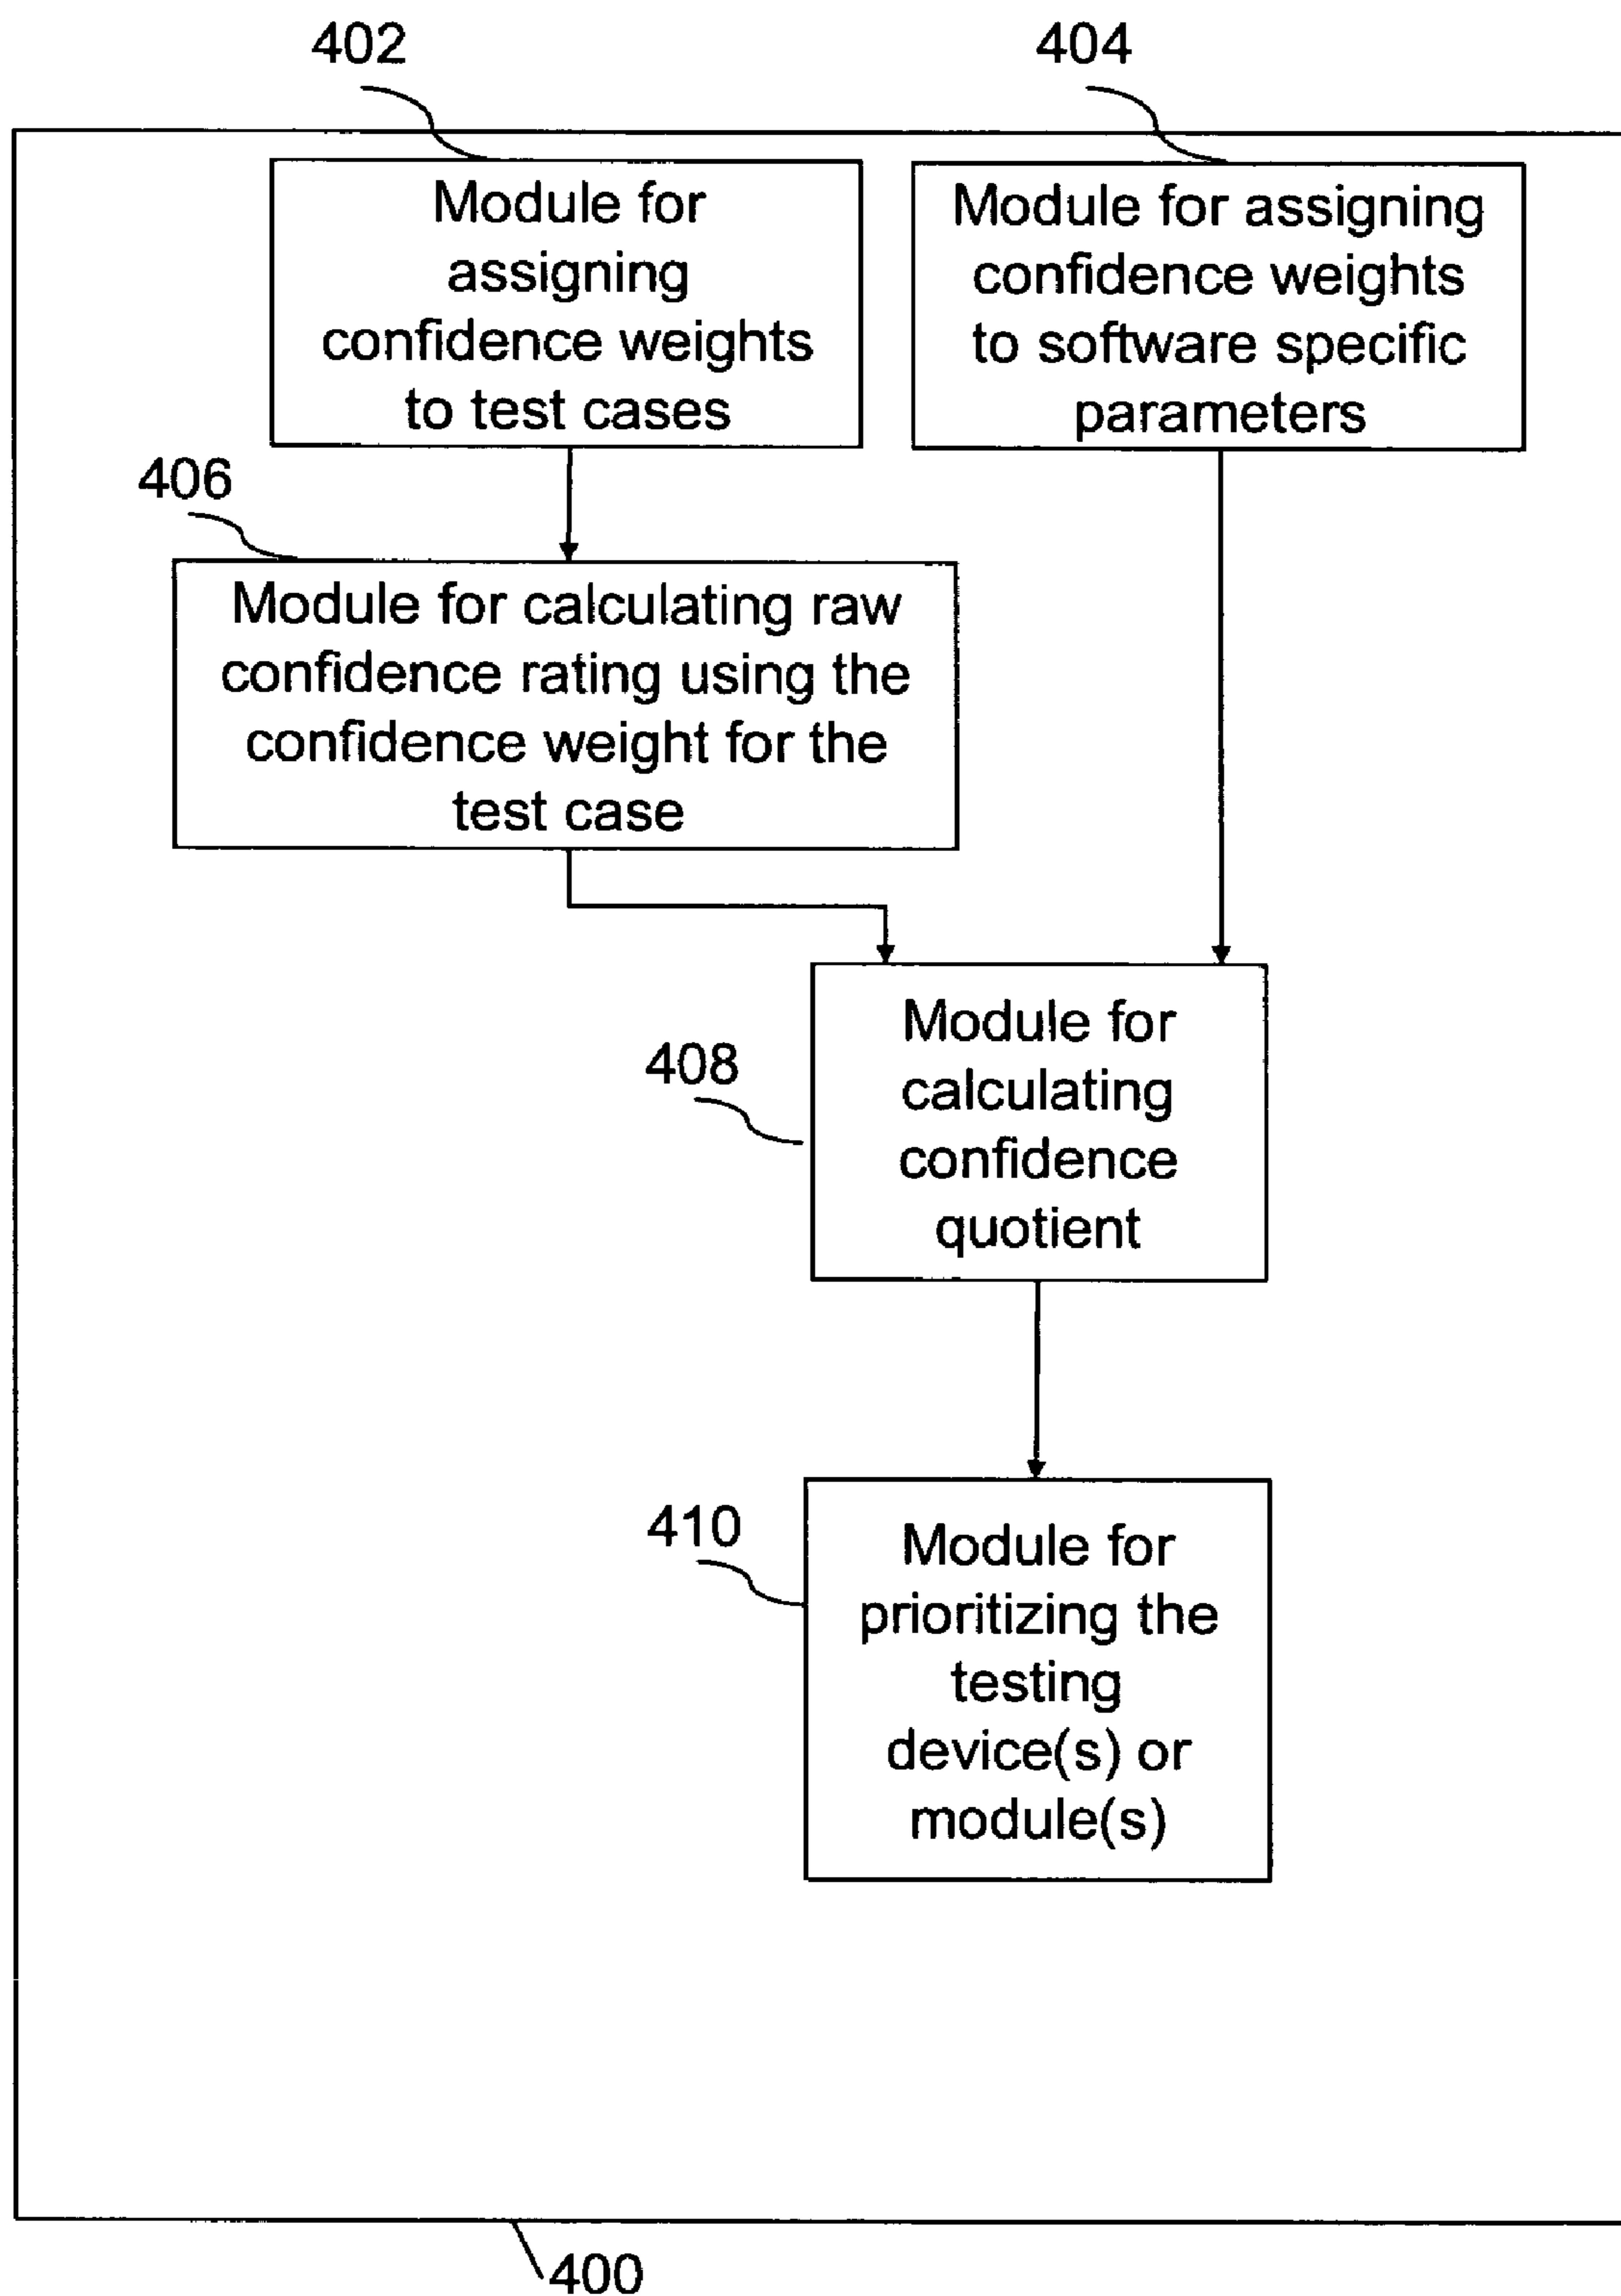 402
404
Module for
assigning
confidence weights
to test cases
Module for assigning
confidence weights
to software specific
parameters
406
Module for calculating raw
confidence rating using the
confidence weight for the
test case
408
Module for
calculating
confidence
quotient
410
Module for
prioritizing the
testing
device(s) or
module(s)
400